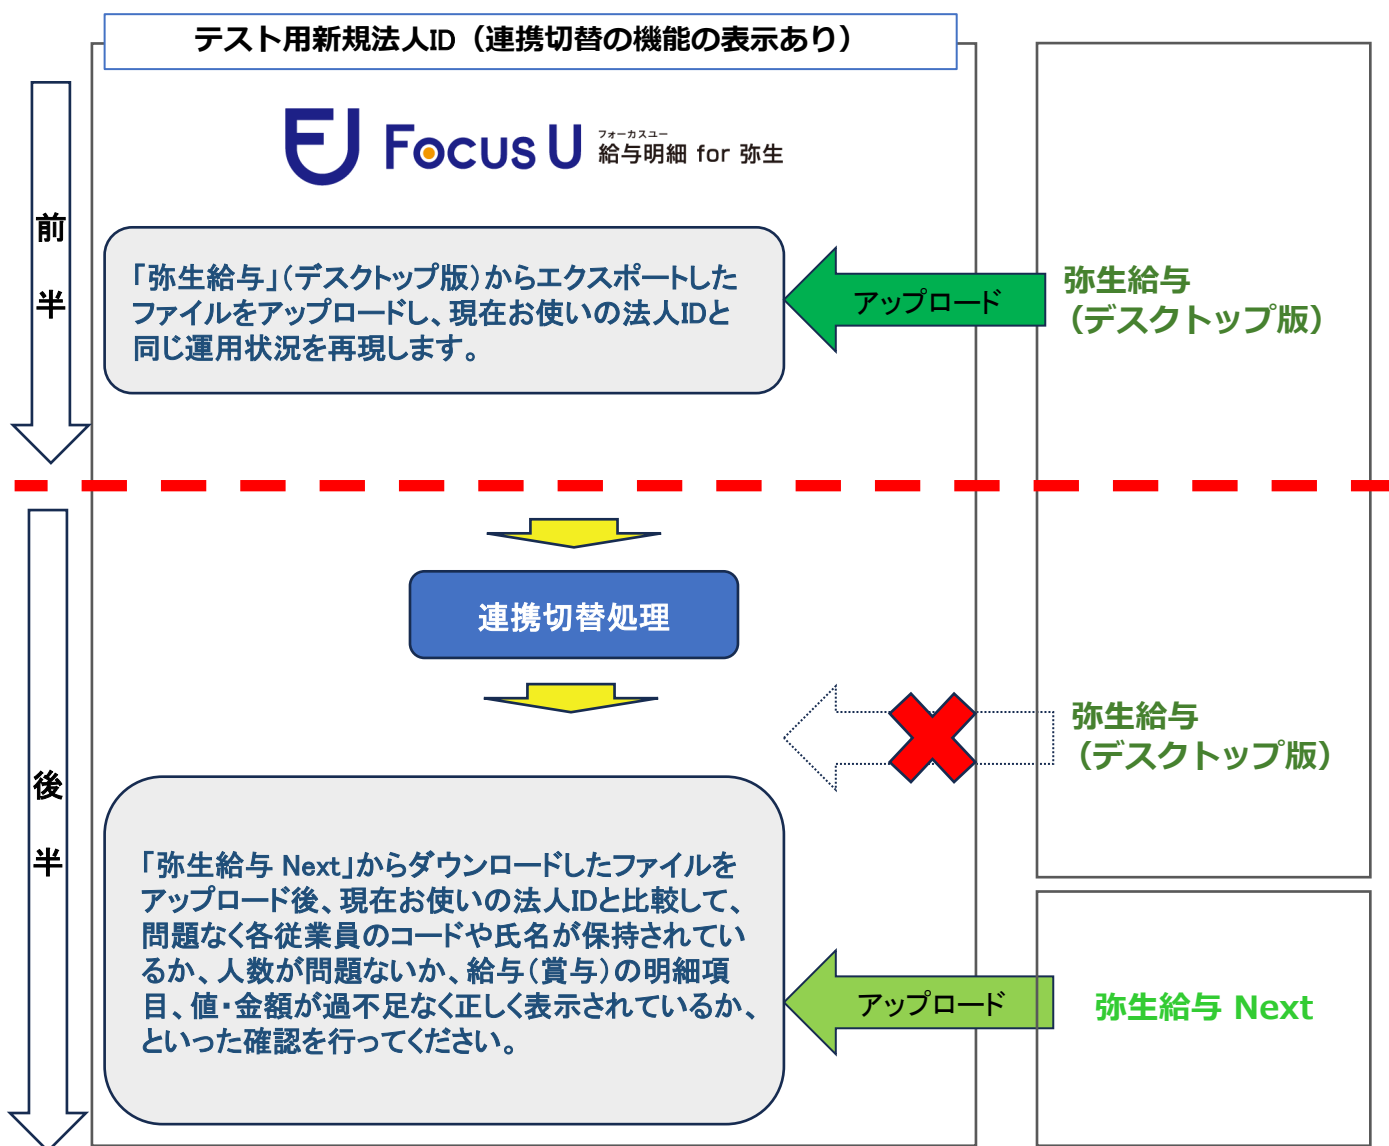 テスト用新規法人ID（連携切替の機能の表示あり）
FU Focus U
フォーカスユー
給与明細 for 弥生
前
半
「弥生給与」（デスクトップ版）からエクスポートした
ファイルをアップロードし、現在お使いの法人IDと
同じ運用状況を再現します。
アップロード
弥生給与
（デスクトップ版）
連携切替処理
弥生給与
（デスクトップ版）
後
半
「弥生給与 Next」からダウンロードしたファイルを
アップロード後、現在お使いの法人IDと比較して、
問題なく各従業員のコードや氏名が保持されてい
るか、人数が問題ないか、給与（賞与）の明細項
目、値・金額が過不足なく正しく表示されているか、
といった確認を行ってください。
アップロード
弥生給与 Next